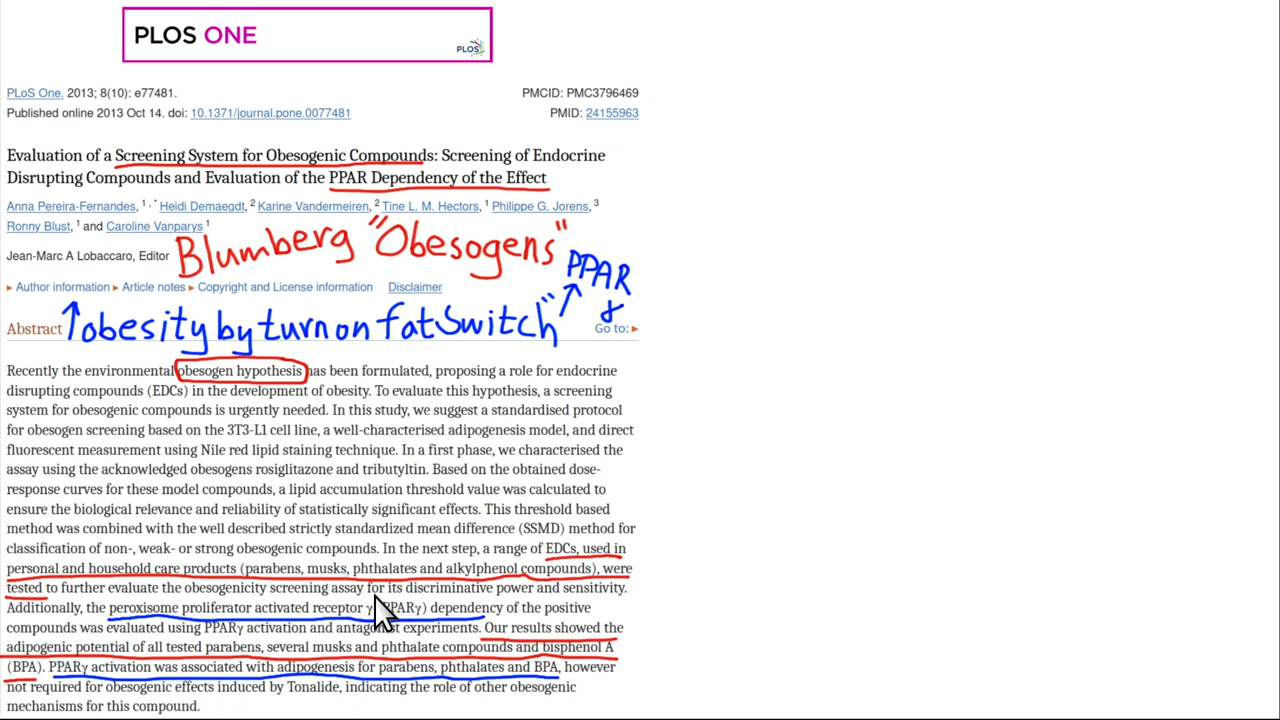 PLOS ONE
PLOS
PLoS One. 2013; 8(10): e77481.
PMCID: PMC3796469
Published online 2013 Oct 14. doi: 10.1371/journal.pone.0077481
PMID: 24155963
Evaluation of a Screening System for Obesogenic Compounds: Screening of Endocrine
Disrupting Compounds and Evaluation of the PPAR Dependency of the Effect
Anna Pereira-Fernandes, 1 , * Heidi Demaegdt, 2 Karine Vandermeiren, 2 Tine L. M. Hectors, 1 Philippe G. Jorens, 3
Ronny Blust, 1 and Caroline Vanparys 1
Jean-Marc A Lobaccaro, Editor
Blumberg "Obesogens"
PPAR
γ
▸ Author information ▸ Article notes ▸ Copyright and License information Disclaimer
Abstract
↑obesity by turn on fat Switch"
Go to: ▸
Recently the environmental obesogen hypothesis has been formulated, proposing a role for endocrine
disrupting compounds (EDCs) in the development of obesity. To evaluate this hypothesis, a screening
system for obesogenic compounds is urgently needed. In this study, we suggest a standardised protocol
for obesogen screening based on the 3T3-L1 cell line, a well-characterised adipogenesis model, and direct
fluorescent measurement using Nile red lipid staining technique. In a first phase, we characterised the
assay using the acknowledged obesogens rosiglitazone and tributyltin. Based on the obtained dose-
response curves for these model compounds, a lipid accumulation threshold value was calculated to
ensure the biological relevance and reliability of statistically significant effects. This threshold based
method was combined with the well described strictly standardized mean difference (SSMD) method for
classification of non-, weak- or strong obesogenic compounds. In the next step, a range of EDCs, used in
personal and household care products (parabens, musks, phthalates and alkylphenol compounds), were
tested to further evaluate the obesogenicity screening assay for its discriminative power and sensitivity.
Additionally, the peroxisome proliferator activated receptor γ (PPARγ) dependency of the positive
compounds was evaluated using PPARγ activation and antagonist experiments. Our results showed the
adipogenic potential of all tested parabens, several musks and phthalate compounds and bisphenol A
(BPA). PPARγ activation was associated with adipogenesis for parabens, phthalates and BPA, however
not required for obesogenic effects induced by Tonalide, indicating the role of other obesogenic
mechanisms for this compound.